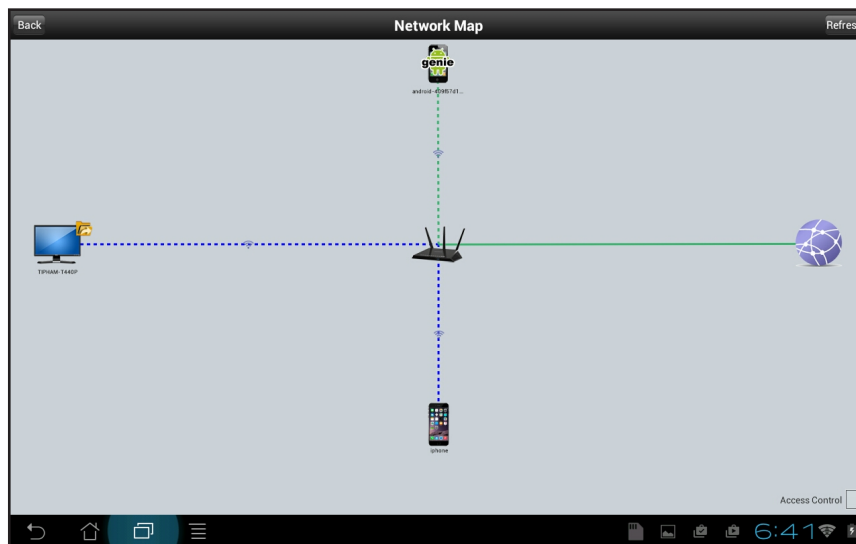 Back
Network Map
Refres
genie
TIPHAM-T440P
iphone
Access Control
6:41